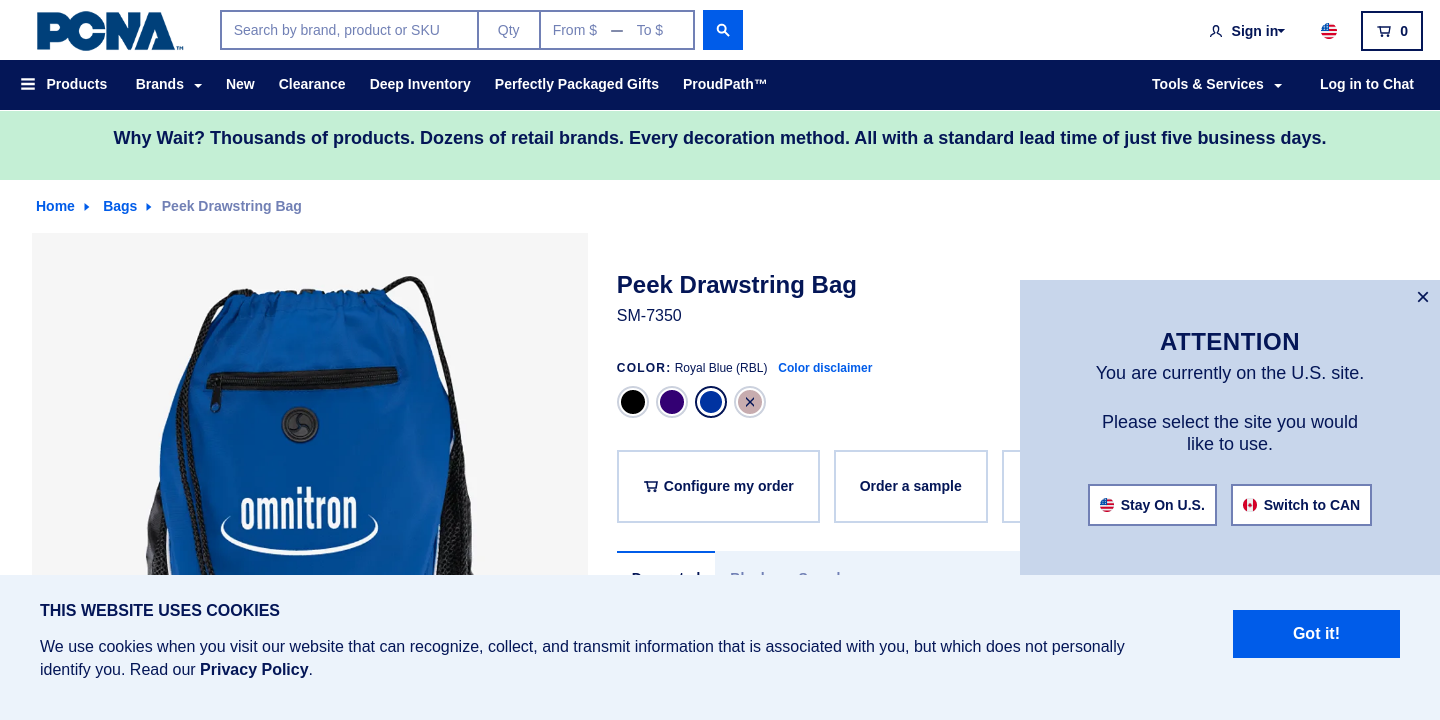 PCNA™
Search by brand, product or SKU
Qty
From $ — To $
Sign in
0
Products
Brands
New
Clearance
Deep Inventory
Perfectly Packaged Gifts
ProudPath™
Tools & Services
Log in to Chat
Why Wait? Thousands of products. Dozens of retail brands. Every decoration method. All with a standard lead time of just five business days.
Home
Bags
Peek Drawstring Bag
omnitron
Peek Drawstring Bag
SM-7350
COLOR: Royal Blue (RBL) Color disclaimer
Configure my order
Order a sample
ATTENTION
You are currently on the U.S. site.
Please select the site you would
like to use.
Stay On U.S.
Switch to CAN
THIS WEBSITE USES COOKIES
We use cookies when you visit our website that can recognize, collect, and transmit information that is associated with you, but which does not personally
identify you. Read our Privacy Policy.
Got it!